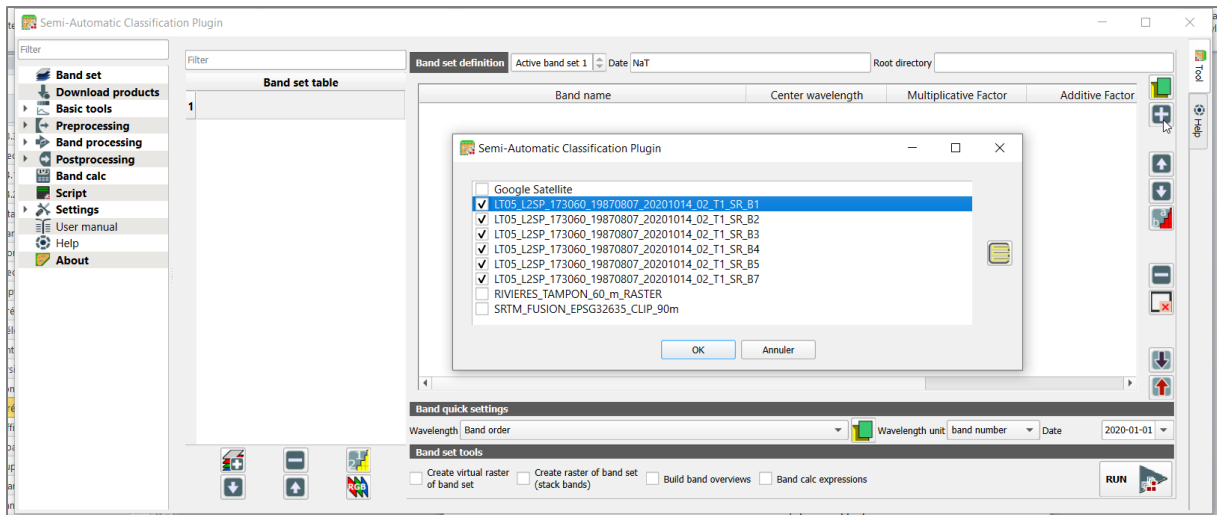 Semi-Automatic Classification Plugin
Filter
Band set
Download products
Basic tools
Preprocessing
Band processing
Postprocessing
Band calc
Script
Settings
User manual
Help
About
Filter
Band set table
1
Band set definition Active band set 1 Date NaT Root directory
Band name Center wavelength Multiplicative Factor Additive Factor
Semi-Automatic Classification Plugin
Google Satellite
LT05_L2SP_173060_19870807_20201014_02_T1_SR_B1
LT05_L2SP_173060_19870807_20201014_02_T1_SR_B2
LT05_L2SP_173060_19870807_20201014_02_T1_SR_B3
LT05_L2SP_173060_19870807_20201014_02_T1_SR_B4
LT05_L2SP_173060_19870807_20201014_02_T1_SR_B5
LT05_L2SP_173060_19870807_20201014_02_T1_SR_B7
RIVIERES_TAMPON_60_m_RASTER
SRTM_FUSION_EPSG32635_CLIP_90m
OK Annuler
Band quick settings
Wavelength Band order Wavelength unit band number Date 2020-01-01
Band set tools
Create virtual raster of band set
Create raster of band set (stack bands)
Build band overviews
Band calc expressions
RUN
RGB
Tool
Help